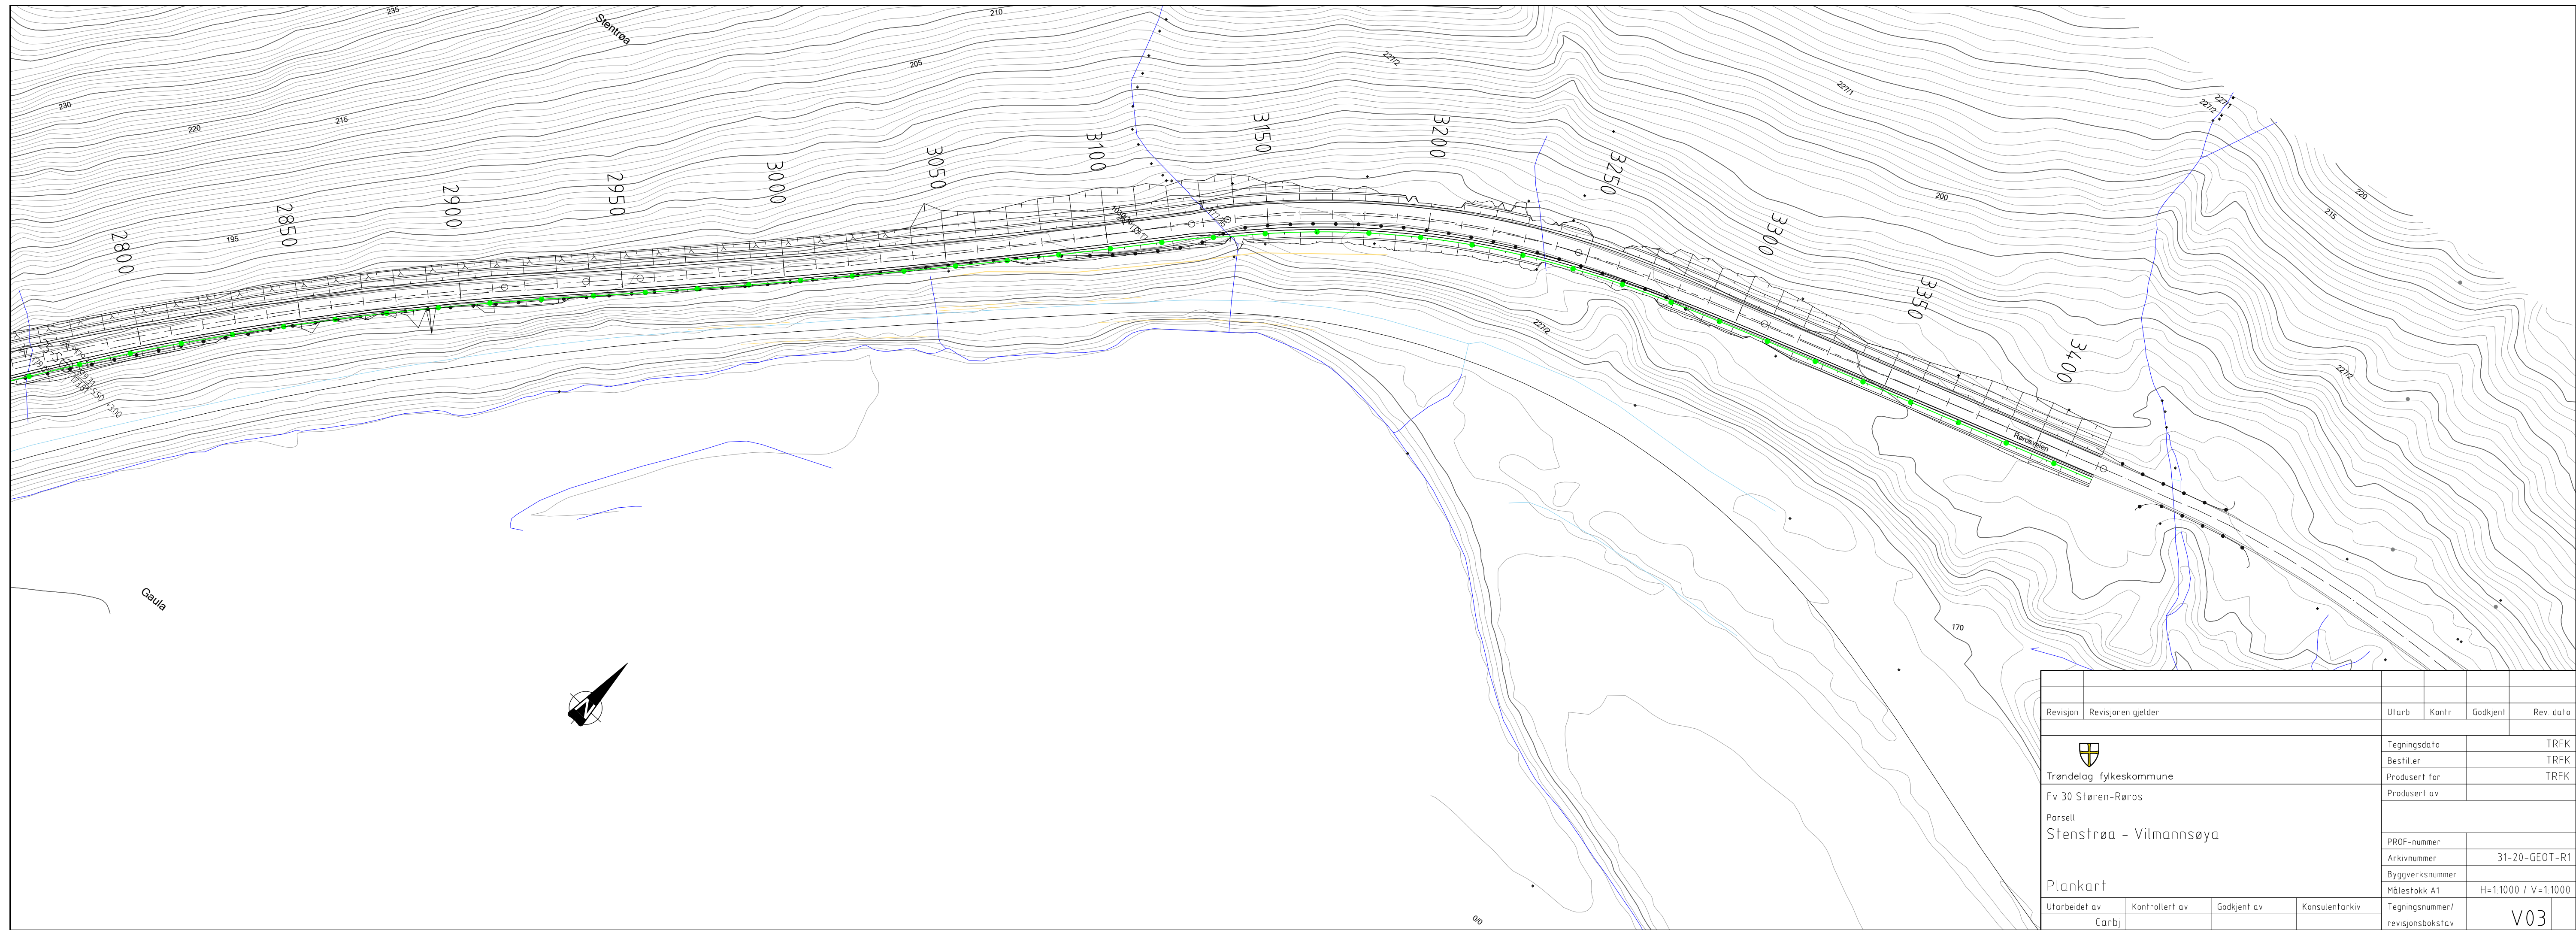 235
Stentrøa
210
205
227/2
227/1
227/1
227/2
230
220
215
195
200
220
215
2800
2850
2900
2950
3000
3050
3100
3150
3200
3250
3300
3350
3400
227/2
227/2
Rørosveien
Gaula
170
0/0
N
Revisjon Revisjonen gjelder Utarb Kontr Godkjent Rev. dato
Trøndelag fylkeskommune
Tegningsdato TRFK
Bestiller TRFK
Produsert for TRFK
Produsert av
Fv 30 Støren-Røros
Parsell
Stenstrøa - Vilmannsøya
Plankart
PROF-nummer
Arkivnummer 31-20-GEOT-R1
Byggverksnummer
Målestokk A1 H=1:1000 / V=1:1000
Utarbeidet av Kontrollert av Godkjent av Konsulentarkiv
Carbj
Tegningsnummer/
revisjonsbokstav V03